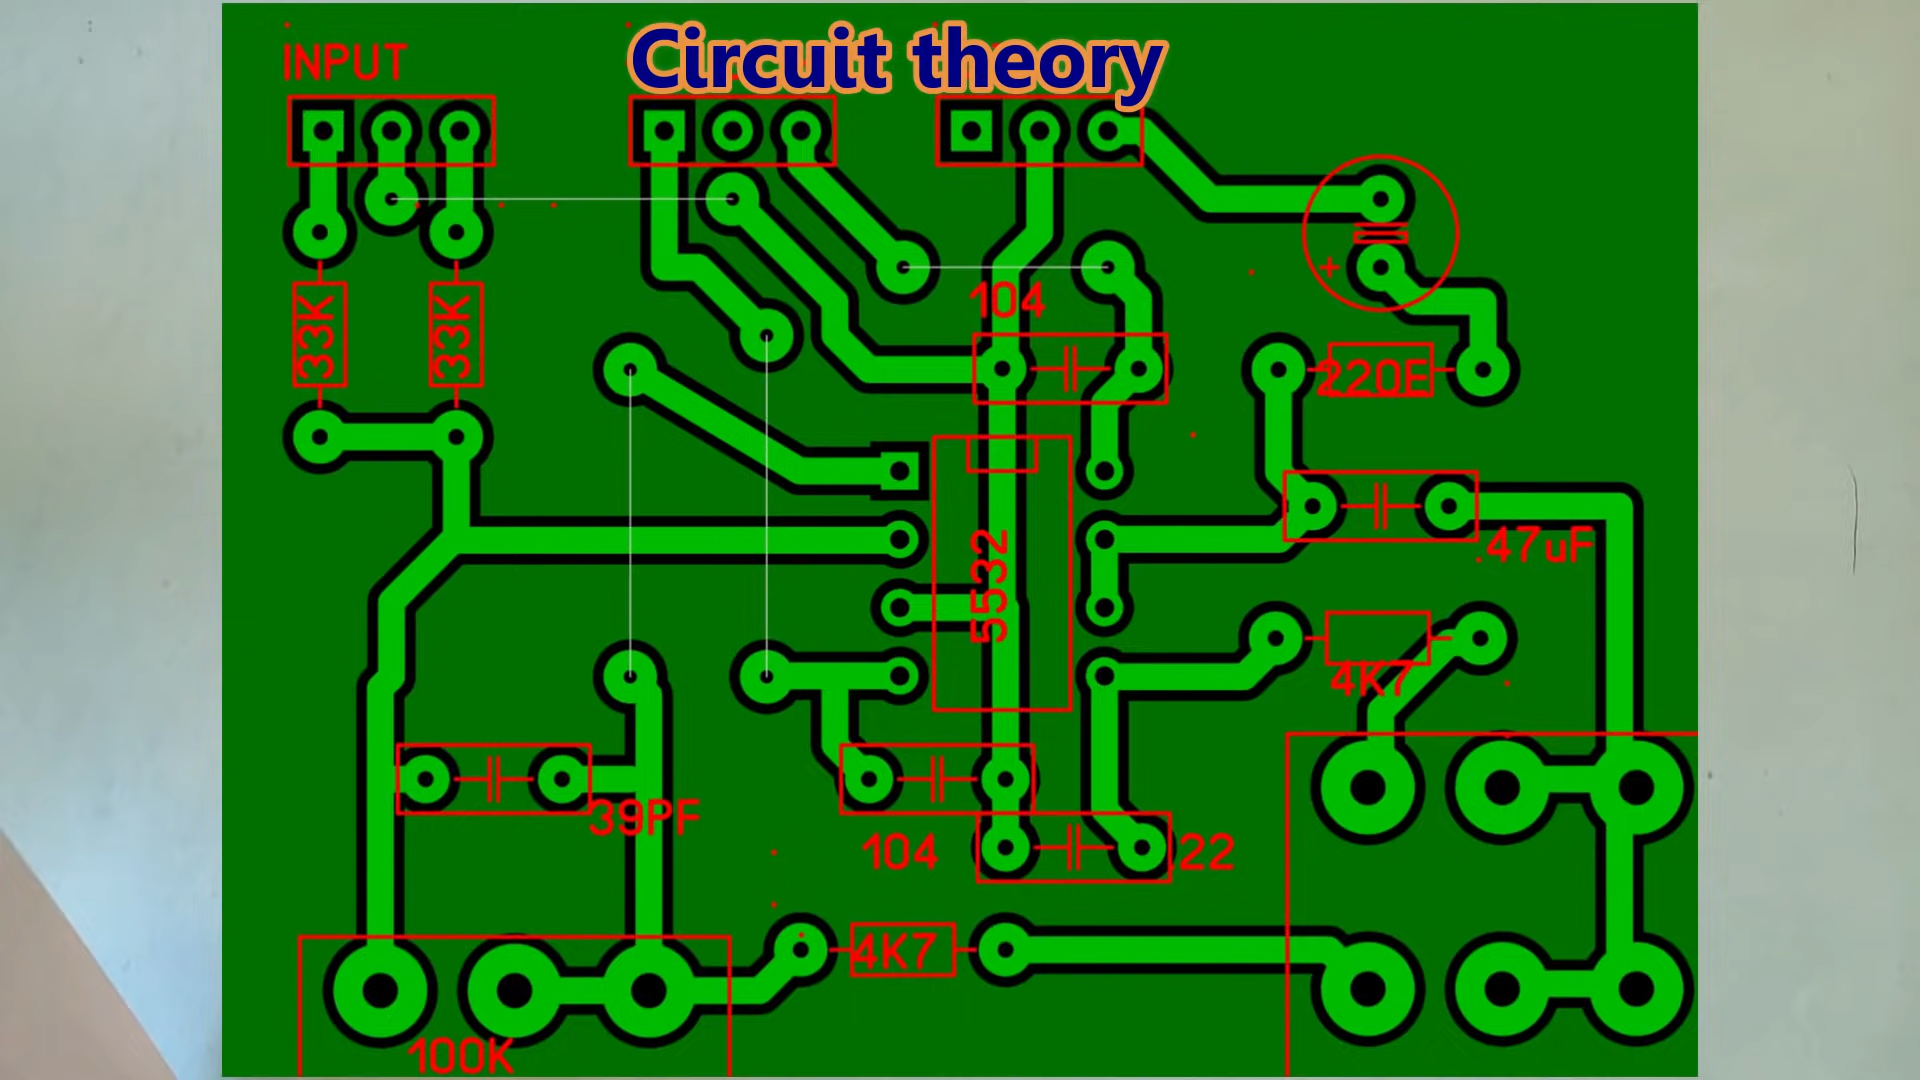 Circuit theory
INPUT
33K
33K
104
220E
.47uF
5532
4K7
39PF
104
22
4K7
100K